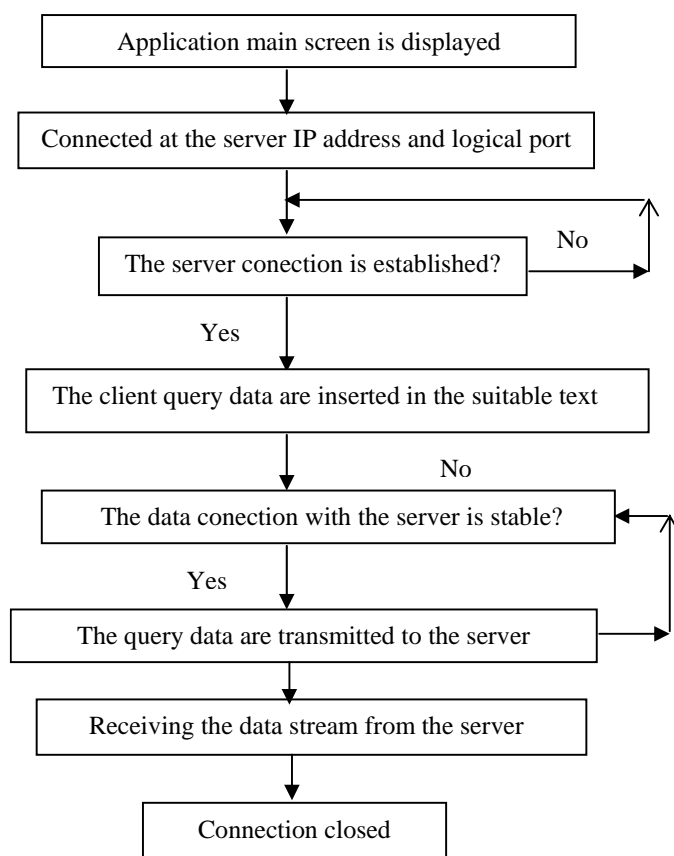 Application main screen is displayed
Connected at the server IP address and logical port
No
The server conection is established?
Yes
The client query data are inserted in the suitable text
No
The data conection with the server is stable?
Yes
The query data are transmitted to the server
Receiving the data stream from the server
Connection closed